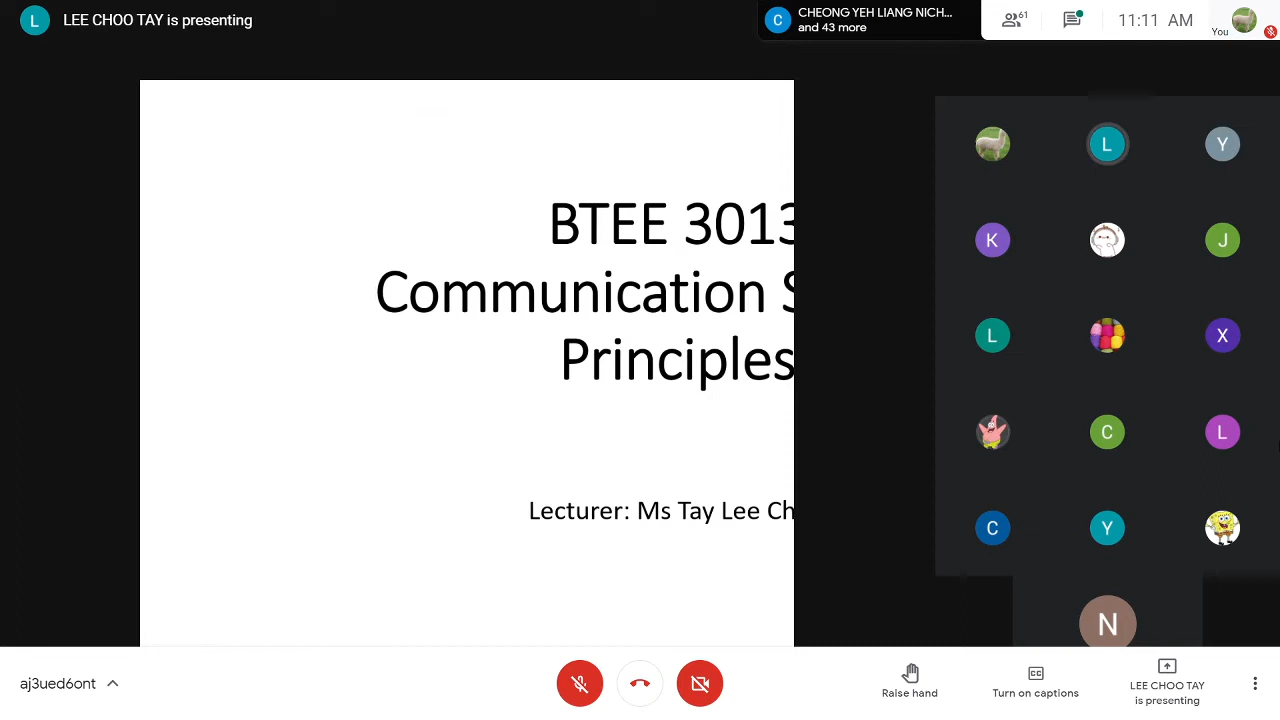 L LEE CHOO TAY is presenting
C CHEONG YEH LIANG NICH...
and 43 more
61
11:11 AM
You
BTEE 3013
Communication S
Principles
Lecturer: Ms Tay Lee Ch
L Y
K J
L X
C L
C Y
N
aj3ued6ont
Raise hand
CC
Turn on captions
LEE CHOO TAY
is presenting